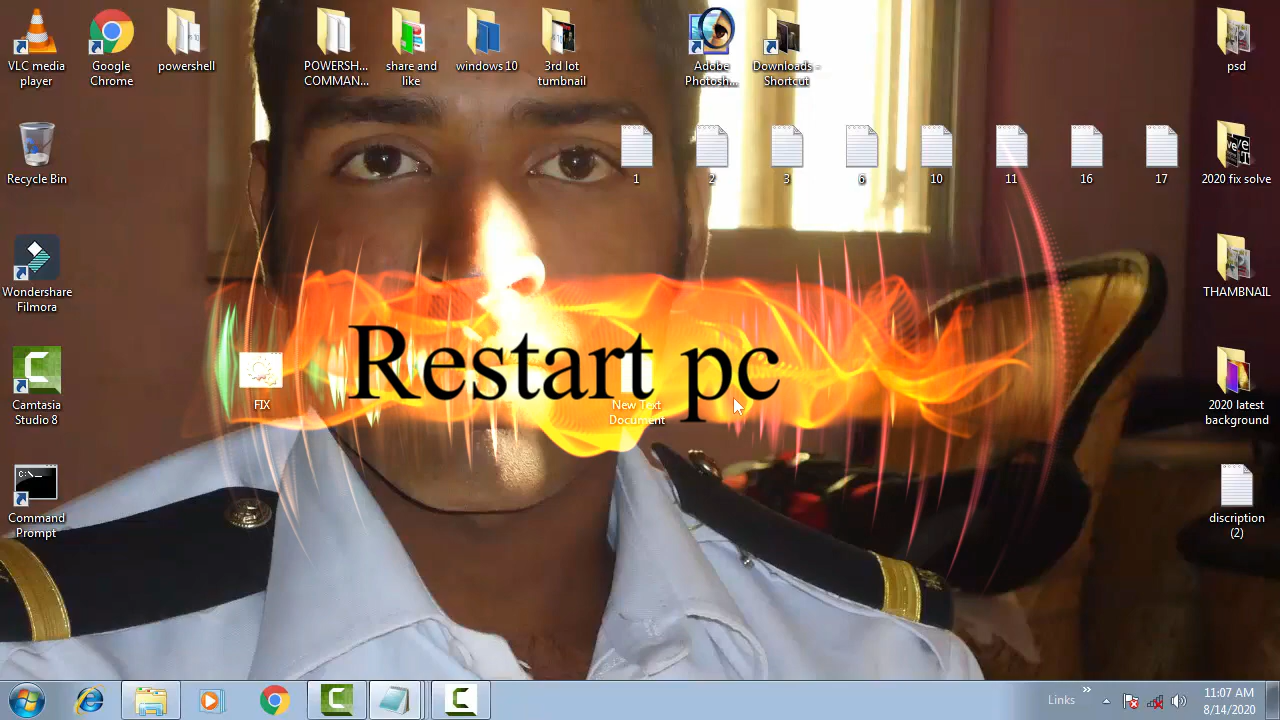 VLC media
player
Google
Chrome
powershell
POWERSH...
COMMAN...
share and
like
windows 10
3rd lot
tumbnail
Adobe
Photosh...
Downloads -
Shortcut
psd
Recycle Bin
1
2
3
6
10
11
16
17
2020 fix solve
Wondershare
Filmora
THUMBNAIL
Restart pc
Camtasia
Studio 8
FIX
New Text
Document
2020 latest
background
C:\_
Command
Prompt
discription
(2)
Links
»
11:07 AM
8/14/2020